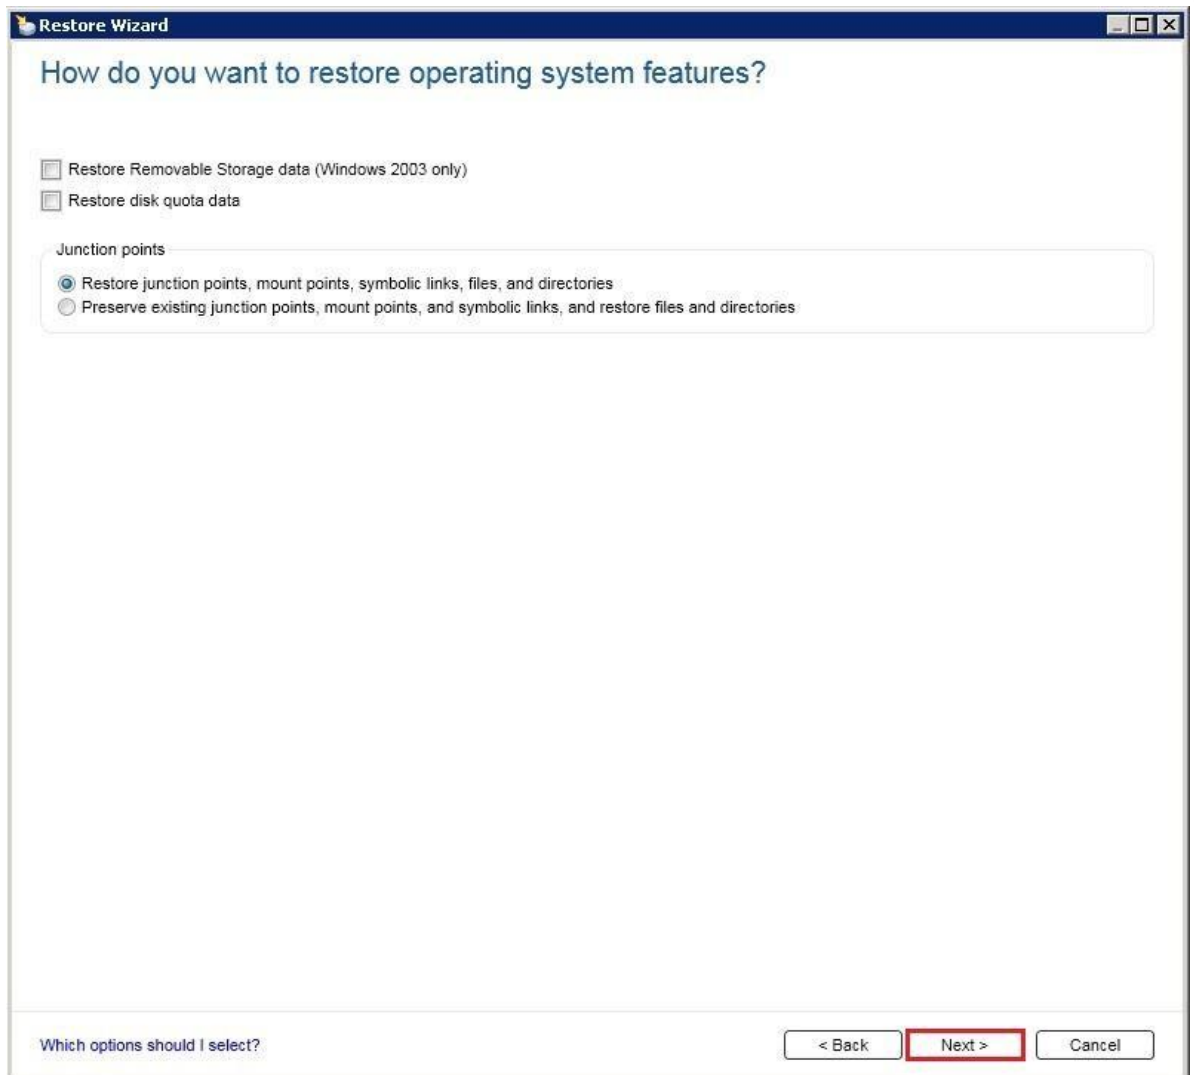 Restore Wizard
How do you want to restore operating system features?
Restore Removable Storage data (Windows 2003 only)
Restore disk quota data
Junction points
Restore junction points, mount points, symbolic links, files, and directories
Preserve existing junction points, mount points, and symbolic links, and restore files and directories
Which options should I select?
< Back
Next >
Cancel